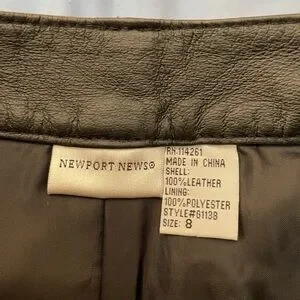 NEWPORT NEWS®
RN 114261
MADE IN CHINA
SHELL:
100%LEATHER
LINING:
100%POLYESTER
STYLE#61138
SIZE: 8